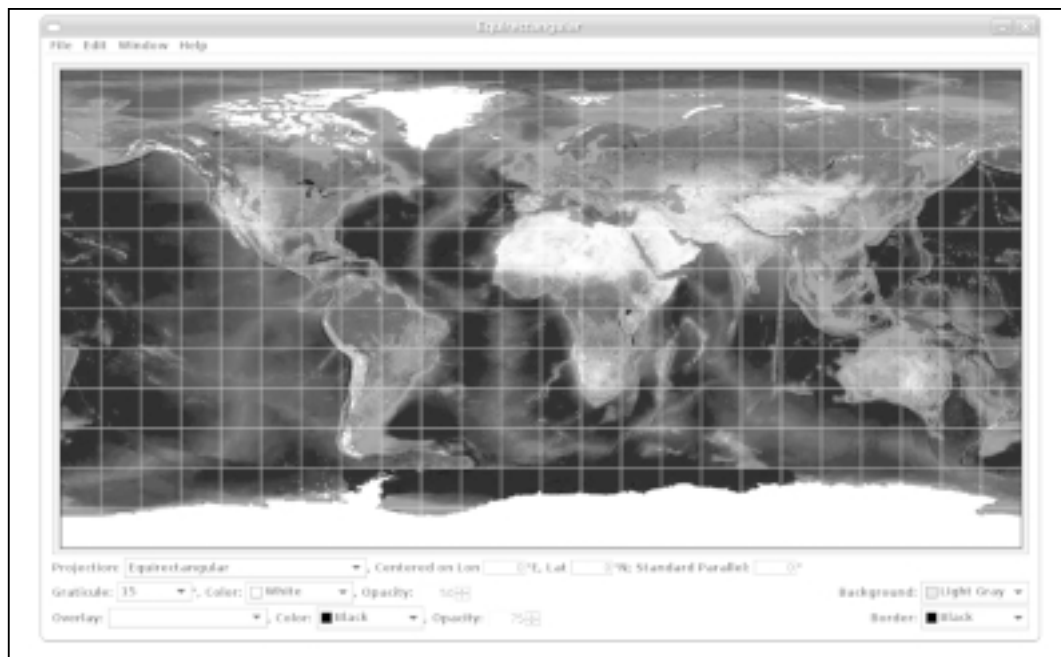 Equirectangular
File Edit Window Help
Projection: Equirectangular , Centered on Lon 0 °E, Lat 0 °N; Standard Parallel: 0 °
Graticule: 15 °, Color: White , Opacity: 50 Background: Light Gray
Overlay: , Color: Black , Opacity: 75 Border: Black